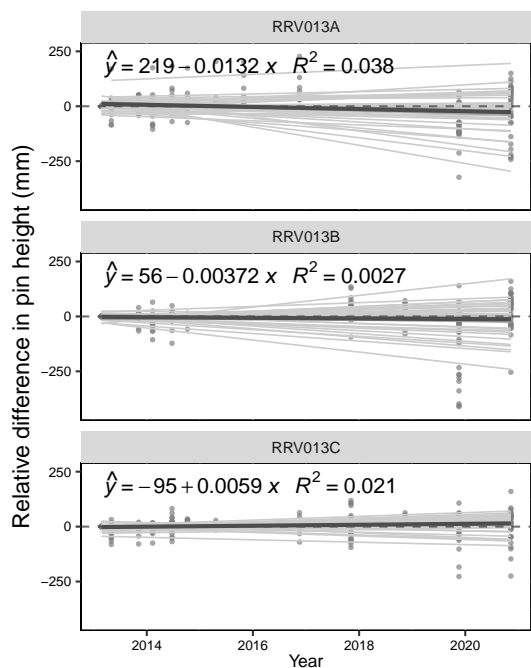 RRV013A
250
0
−250
ŷ = 219 − 0.0132 x R² = 0.038
RRV013B
250
0
−250
ŷ = 56 − 0.00372 x R² = 0.0027
RRV013C
250
0
−250
ŷ = −95 + 0.0059 x R² = 0.021
2014 2016 2018 2020
Year
Relative difference in pin height (mm)